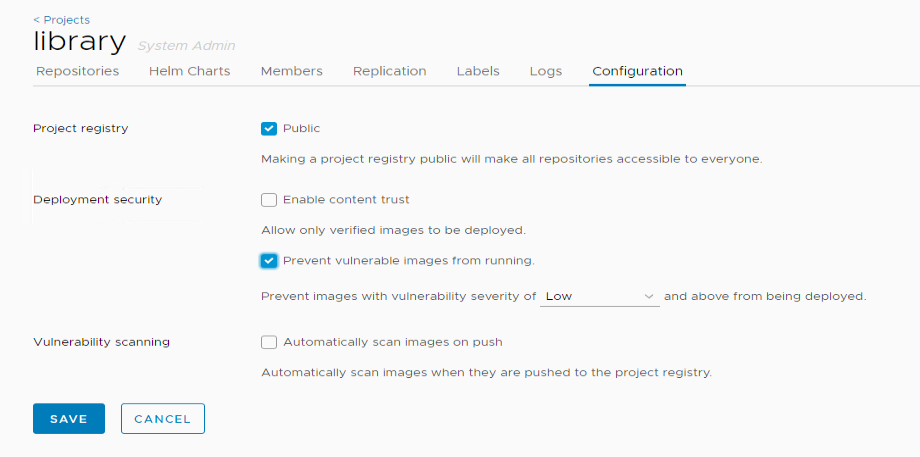 < Projects
library System Admin
Repositories Helm Charts Members Replication Labels Logs Configuration
Project registry Public
Making a project registry public will make all repositories accessible to everyone.
Deployment security Enable content trust
Allow only verified images to be deployed.
Prevent vulnerable images from running.
Prevent images with vulnerability severity of Low and above from being deployed.
Vulnerability scanning Automatically scan images on push
Automatically scan images when they are pushed to the project registry.
SAVE CANCEL